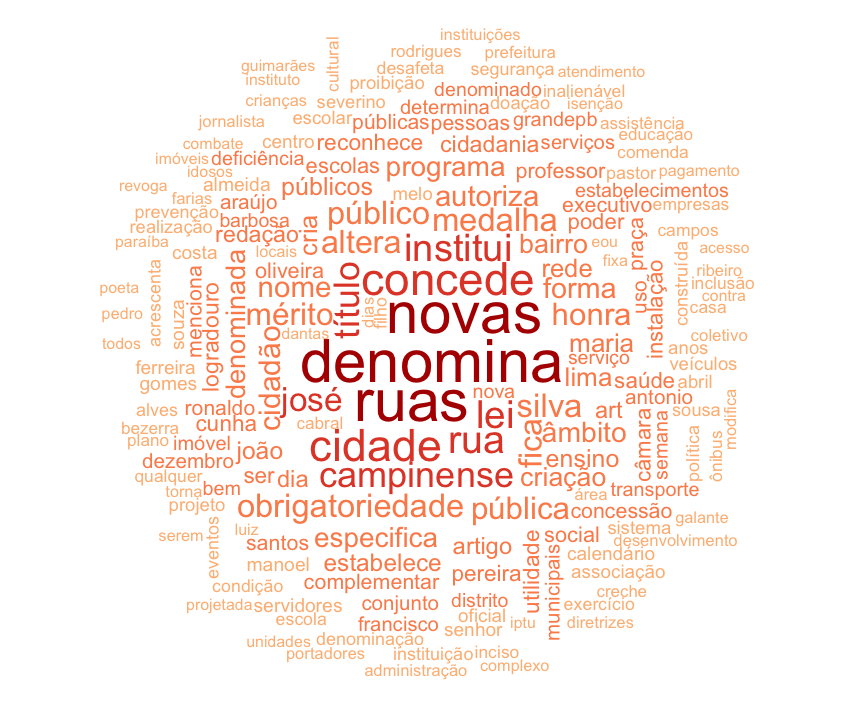 instituições
rodrigues prefeitura
guimarães cultural desafeta segurança atendimento
instituto proibição denominado inalienável
crianças severino determina doação isenção
jornalista escolar públicas pessoas grandepb assistência
combate centro reconhece cidadania serviços educação
imóveis deficiência escolas programa professor comenda
idosos pastor pagamento
revoga almeida públicos melo autoriza estabelecimentos
farias araújo executivo empresas
prevenção barbosa cria público medalha poder praça campos
realização redação altera institui bairro eou acesso
paraíba costa locais fixa
poeta acrescenta souza menciona logradouro denominada oliveira título concede rede uso instalação construída ribeiro
nome forma inclusão
contra
pedro mérito dias filho novas honra casa
todos cidadão dantas maria coletivo
denomina serviço anos
ferreira lima saúde veículos
gomes josé ruas nova abril
alves ronaldo lei silva art antonio sousa modifica
bezerra cunha cabral
plano imóvel joão cidade rua fica âmbito câmara semana política ônibus
dezembro ensino
qualquer ser dia campinense criação
torna bem área transporte
projeto obrigatoriedade pública concessão galante
serem eventos luiz especifica social sistema
santos artigo utilidade municipais desenvolvimento
manoel estabelece calendário
condição complementar pereira associação
creche
projetada servidores conjunto distrito exercício
escola francisco oficial iptu diretrizes
unidades denominação senhor
portadores instituição inciso
administração complexo